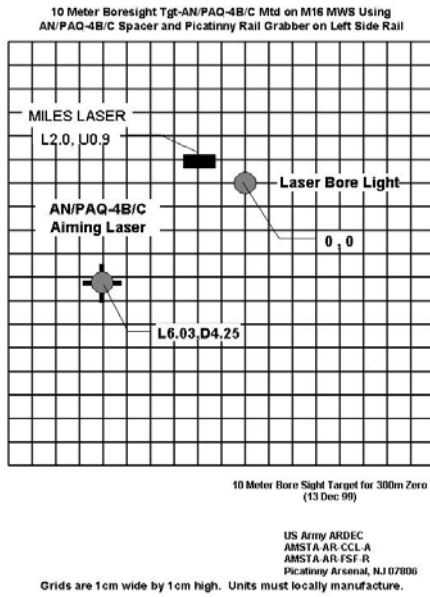 10 Meter Boresight Tgt-AN/PAQ-4B/C Mtd on M16 MWS Using
AN/PAQ-4B/C Spacer and Picatinny Rail Grabber on Left Side Rail
MILES LASER
L2.0, U0.9
Laser Bore Light
AN/PAQ-4B/C
Aiming Laser
0 , 0
L6.03,D4.25
10 Meter Bore Sight Target for 300m Zero
(13 Dec 99)
US Army ARDEC
AMSTA-AR-CCL-A
AMSTA-AR-FSF-R
Picatinny Arsenal, NJ 07806
Grids are 1cm wide by 1cm high. Units must locally manufacture.